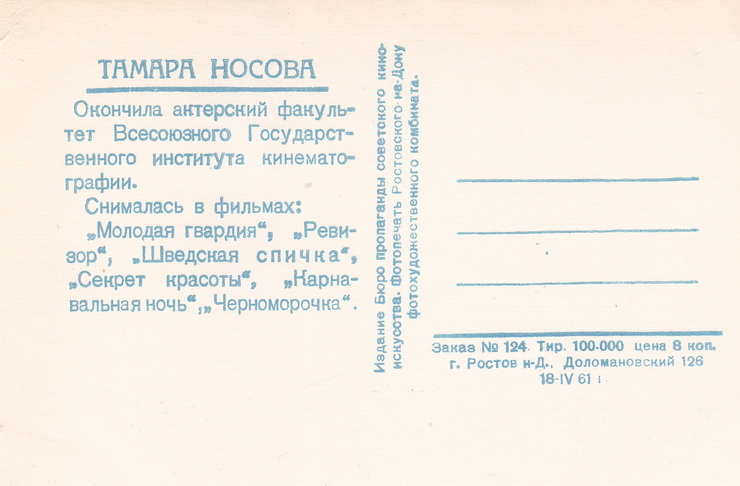 ТАМАРА НОСОВА
Окончила актерский факуль-
тет Всесоюзного Государст-
венного института кинемато-
графии.
Снималась в фильмах:
„Молодая гвардия“, „Реви-
зор“, „Шведская спичка“,
„Секрет красоты“, „Карна-
вальная ночь“, „Черноморочка“.
Издание Бюро пропаганды советского кино-
искусства. Фотопечать Ростовского-на-Дону
фотохудожественного комбината.
Заказ № 124. Тир. 100.000 цена 8 коп.
г. Ростов н-Д., Доломановский 126
18-IV 61 г